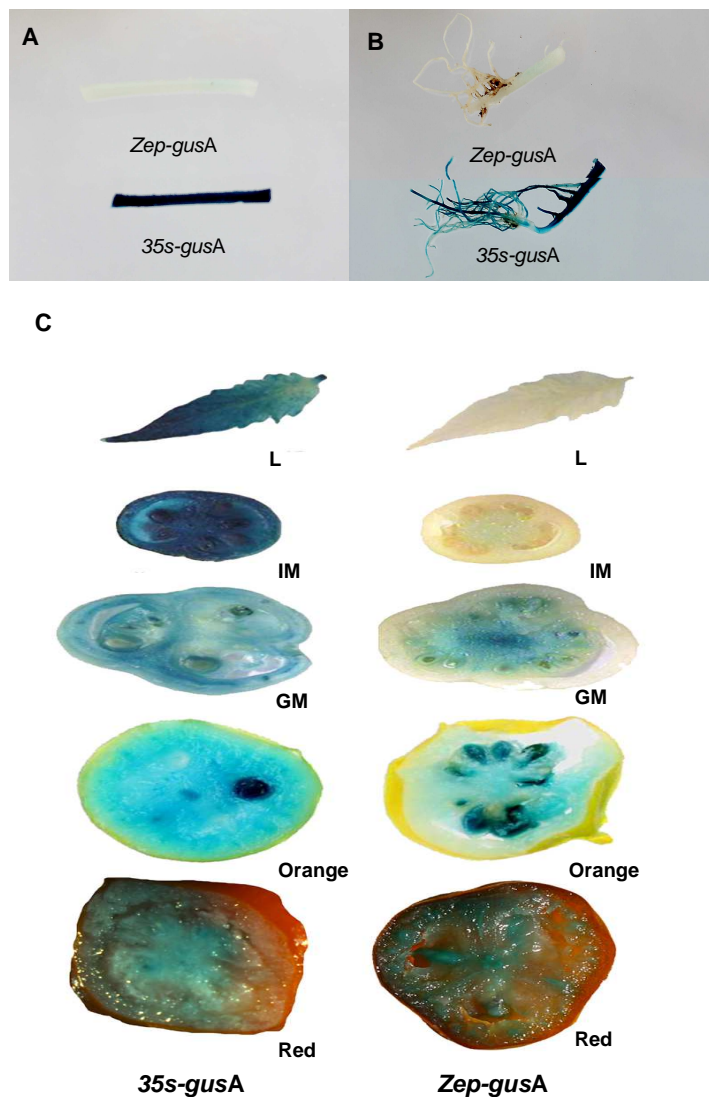 A
Zep-gusA
35s-gusA
B
Zep-gusA
35s-gusA
C
L
L
IM
IM
GM
GM
Orange
Orange
Red
Red
35s-gusA
Zep-gusA